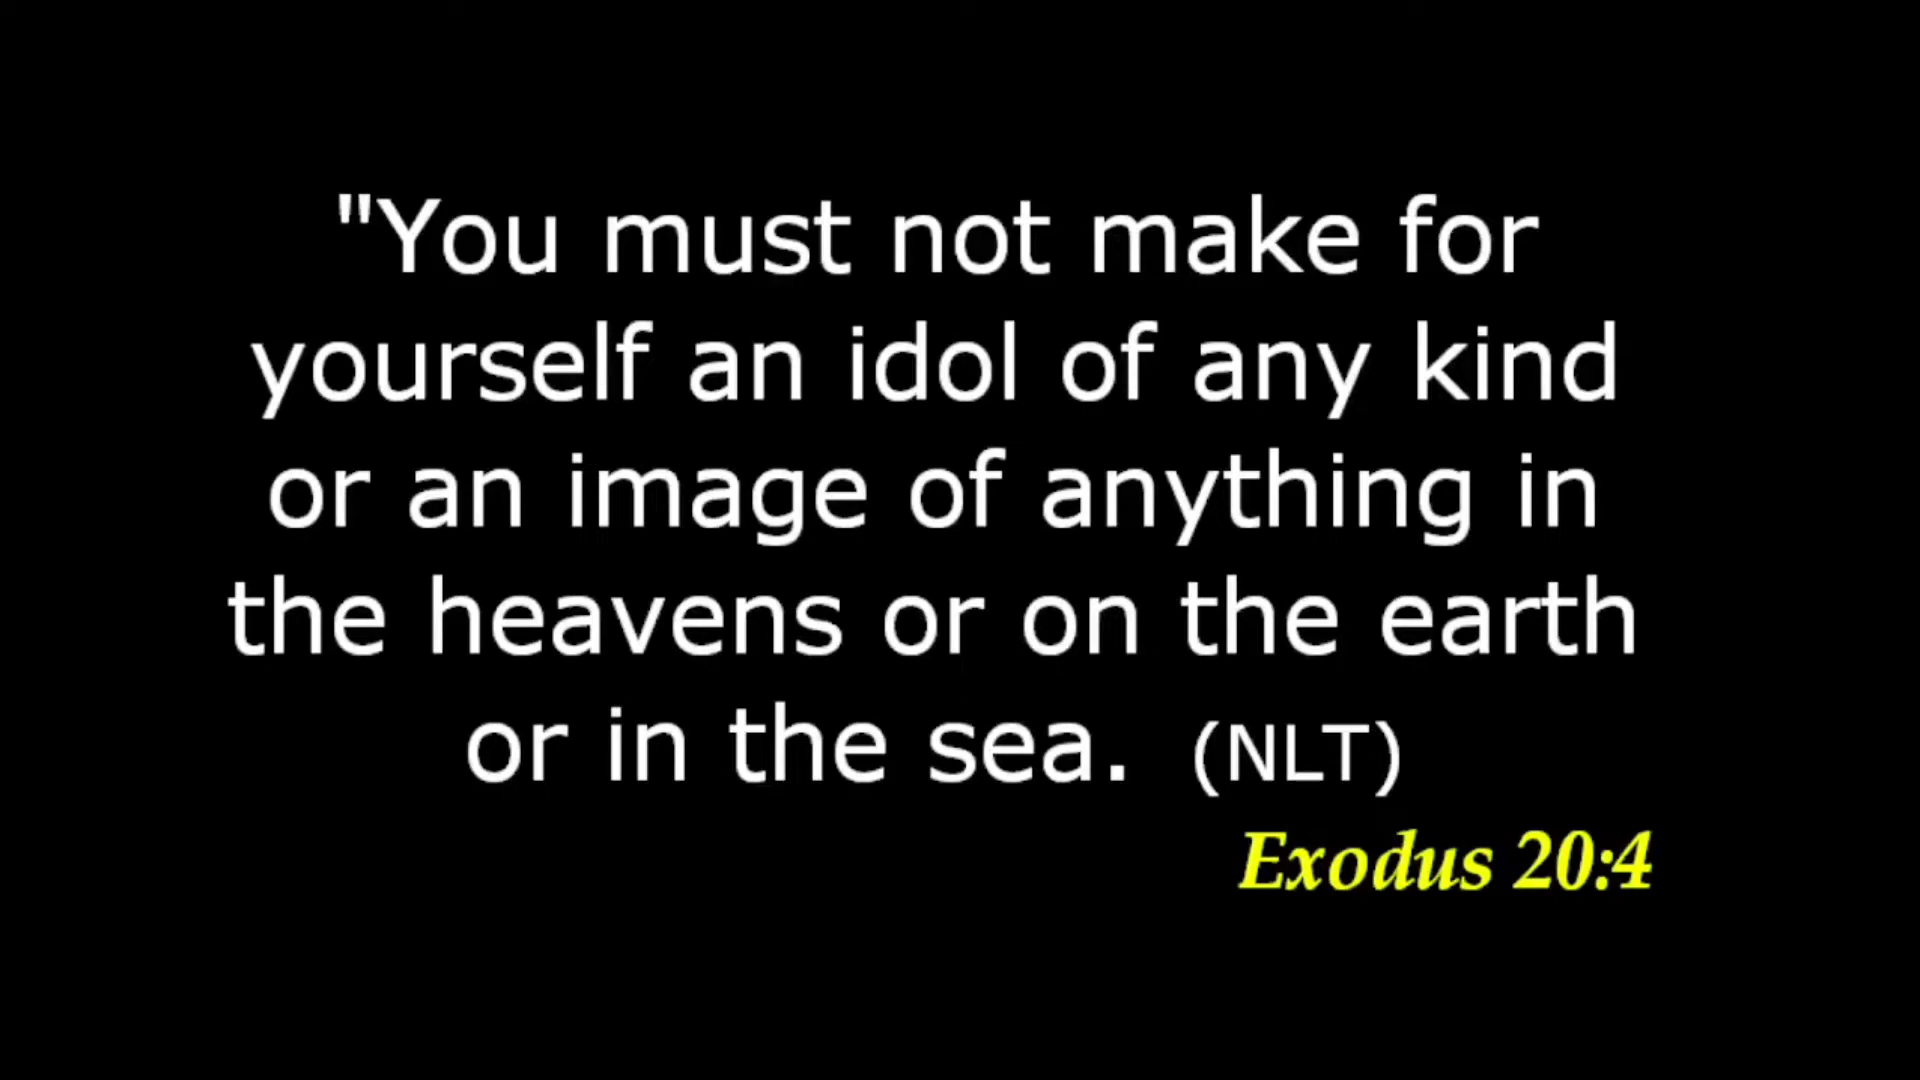 "You must not make for
yourself an idol of any kind
or an image of anything in
the heavens or on the earth
or in the sea. (NLT)
Exodus 20:4